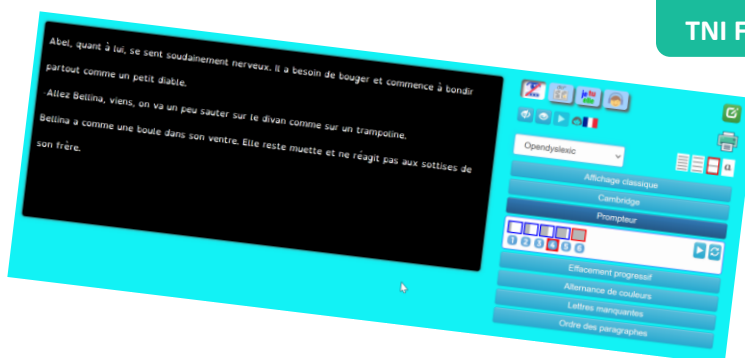 TNI F
Abel, quant à lui, se sent soudainement nerveux. Il a besoin de bouger et commence à bondir
partout comme un petit diable.
-Allez Bellina, viens, on va un peu sauter sur le divan comme sur un trampoline.
Bellina a comme une boule dans son ventre. Elle reste muette et ne réagit pas aux sottises de
son frère.
Opendyslexic
a
Affichage classique
Cambridge
Prompteur
1 2 3 4 5 6
Effacement progressif
Alternance de couleurs
Lettres manquantes
Ordre des paragraphes